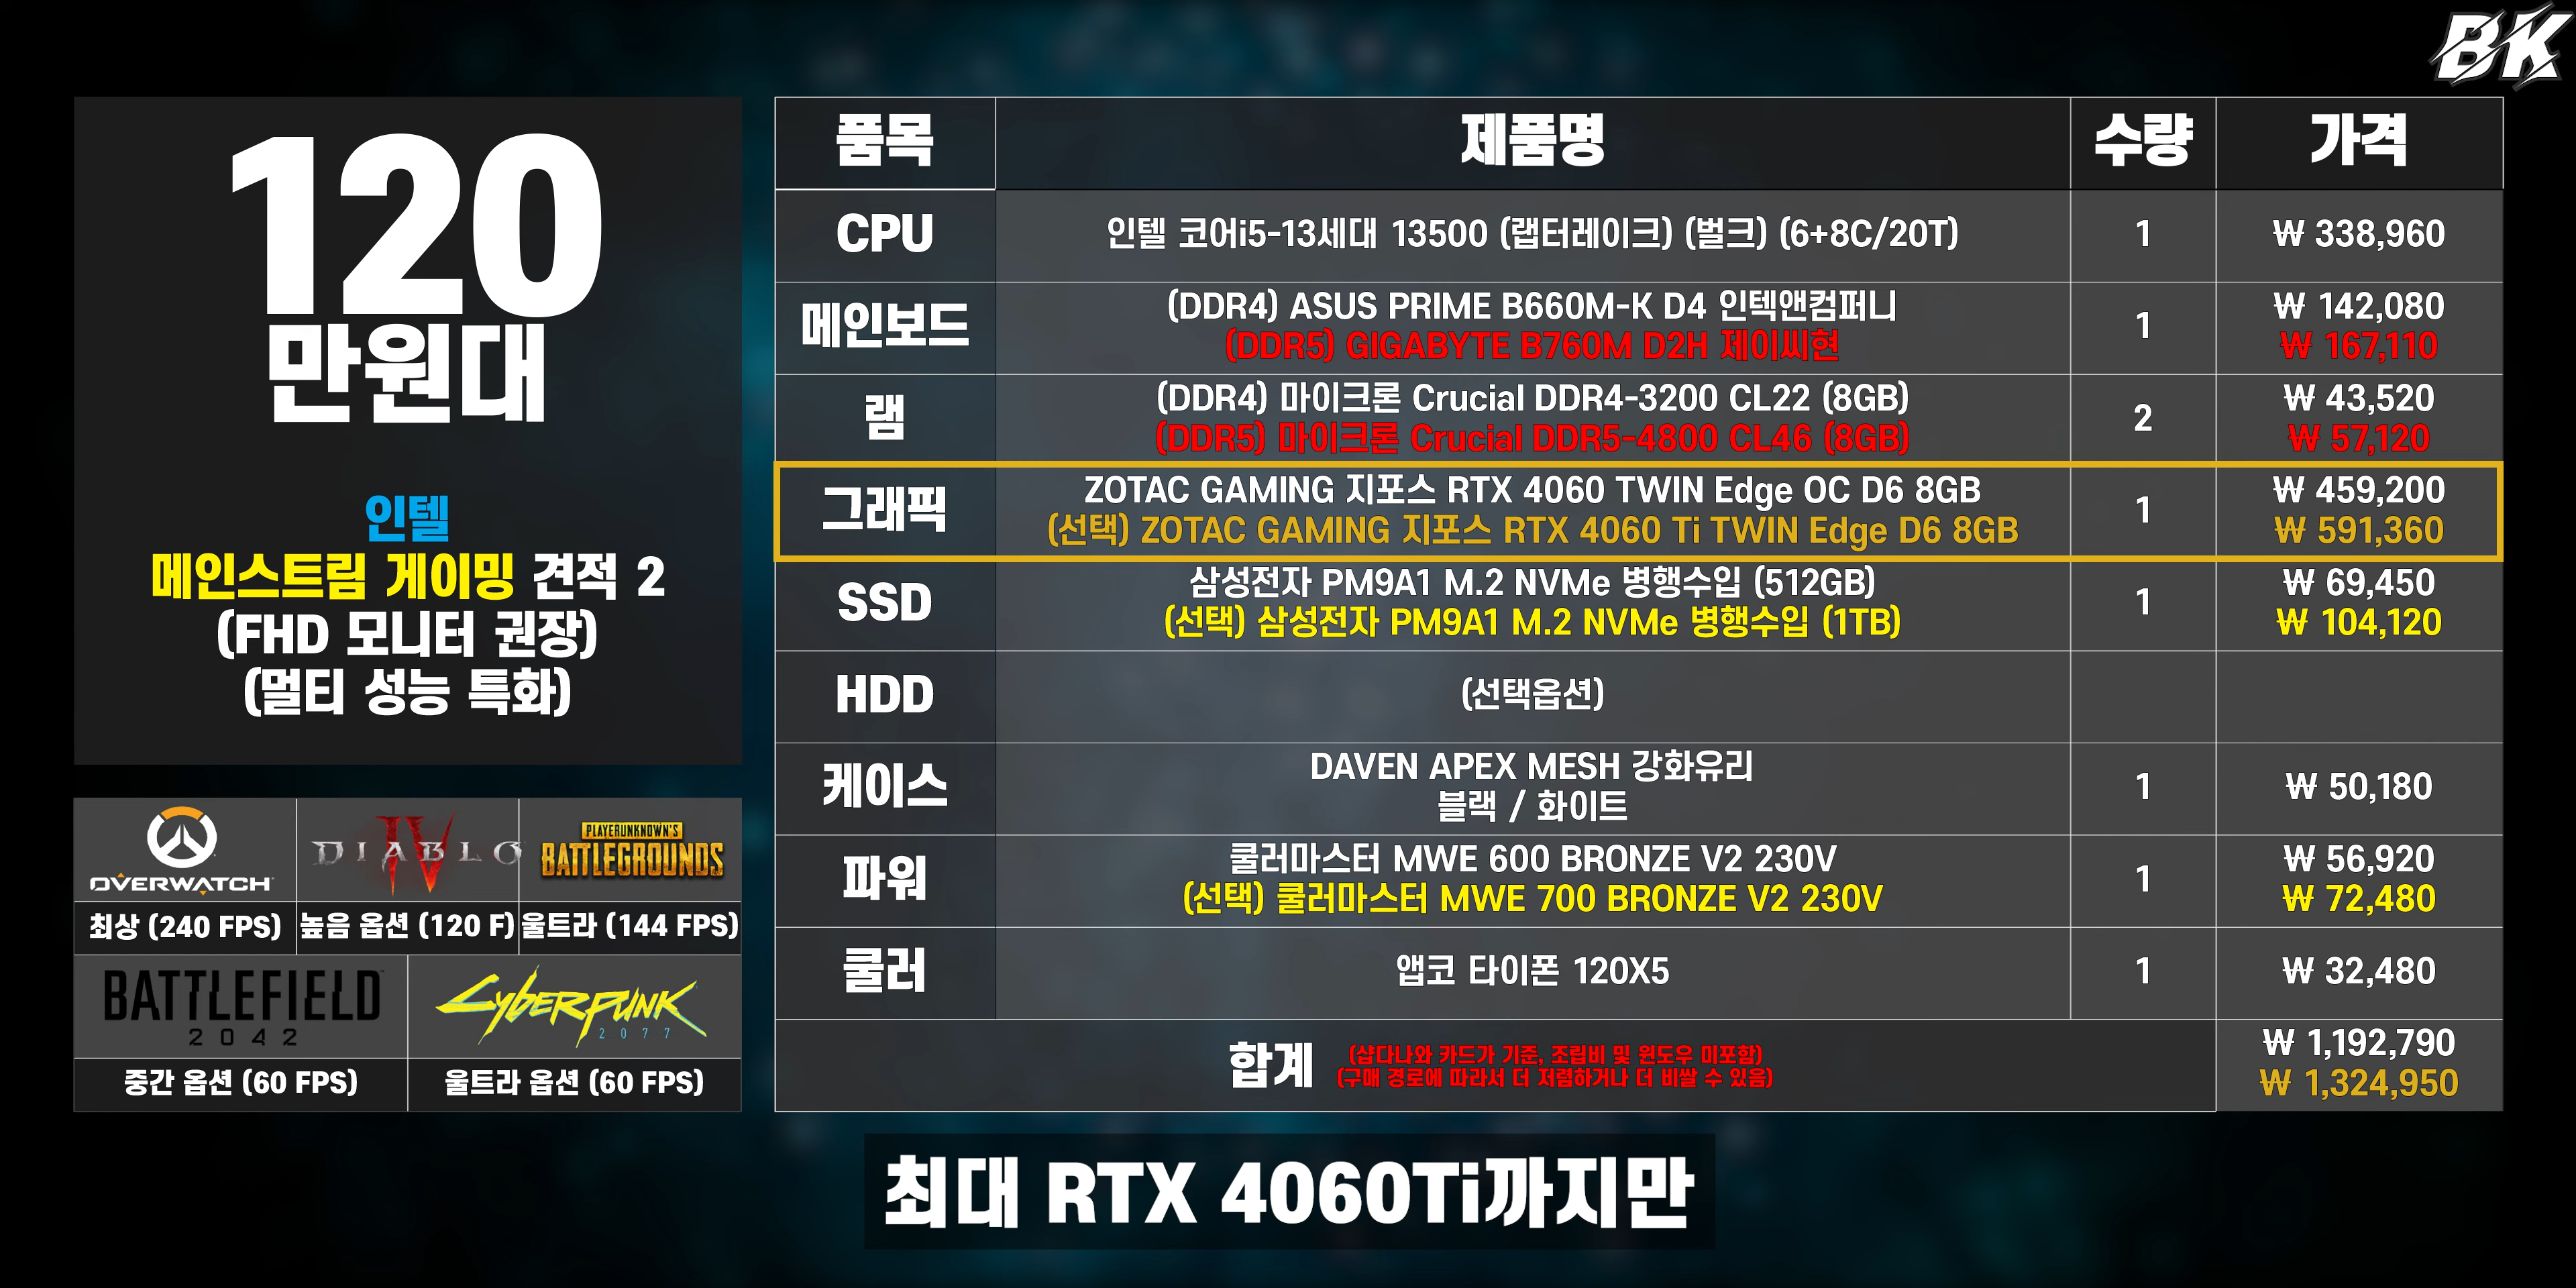 BK
120
만원대
인텔
메인스트림 게이밍 견적 2
(FHD 모니터 권장)
(멀티 성능 특화)
OVERWATCH
DIABLO IV
PLAYERUNKNOWN'S
BATTLEGROUNDS
최상 (240 FPS)
높음 옵션 (120 F)
울트라 (144 FPS)
BATTLEFIELD
2042
CYBERPUNK
2077
중간 옵션 (60 FPS)
울트라 옵션 (60 FPS)
품목 제품명 수량 가격
CPU 인텔 코어i5-13세대 13500 (랩터레이크) (벌크) (6+8C/20T) 1 ₩ 338,960
메인보드 (DDR4) ASUS PRIME B660M-K D4 인텍앤컴퍼니 1 ₩ 142,080
(DDR5) GIGABYTE B760M D2H 제이씨현 ₩ 167,110
램 (DDR4) 마이크론 Crucial DDR4-3200 CL22 (8GB) 2 ₩ 43,520
(DDR5) 마이크론 Crucial DDR5-4800 CL46 (8GB) ₩ 57,120
그래픽 ZOTAC GAMING 지포스 RTX 4060 TWIN Edge OC D6 8GB 1 ₩ 459,200
(선택) ZOTAC GAMING 지포스 RTX 4060 Ti TWIN Edge D6 8GB ₩ 591,360
SSD 삼성전자 PM9A1 M.2 NVMe 병행수입 (512GB) 1 ₩ 69,450
(선택) 삼성전자 PM9A1 M.2 NVMe 병행수입 (1TB) ₩ 104,120
HDD (선택옵션)
케이스 DAVEN APEX MESH 강화유리 1 ₩ 50,180
블랙 / 화이트
파워 쿨러마스터 MWE 600 BRONZE V2 230V 1 ₩ 56,920
(선택) 쿨러마스터 MWE 700 BRONZE V2 230V ₩ 72,480
쿨러 앱코 타이폰 120X5 1 ₩ 32,480
합계 (샵다나와 카드가 기준, 조립비 및 윈도우 미포함) ₩ 1,192,790
(구매 경로에 따라서 더 저렴하거나 더 비쌀 수 있음) ₩ 1,324,950
최대 RTX 4060Ti까지만